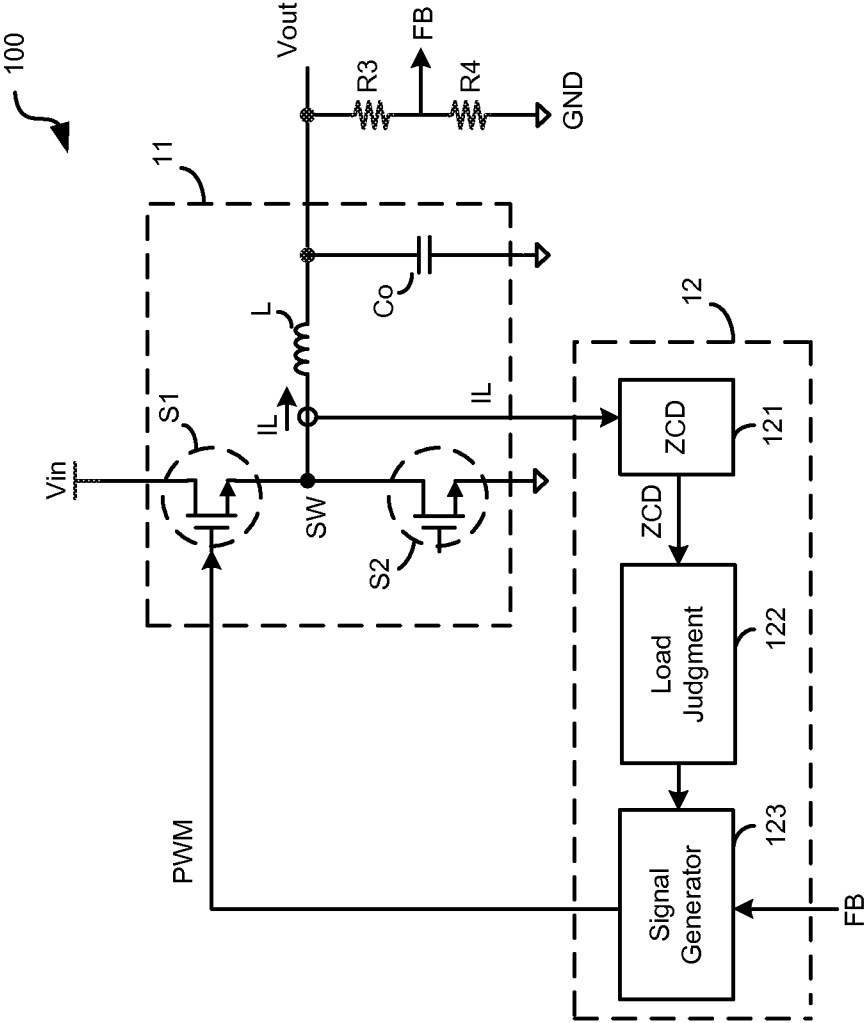 100
11
Vin
S1
PWM
SW
IL
L
Vout
S2
Co
R3
FB
R4
GND
IL
12
Signal
Generator
123
Load
Judgment
122
ZCD
ZCD
121
FB